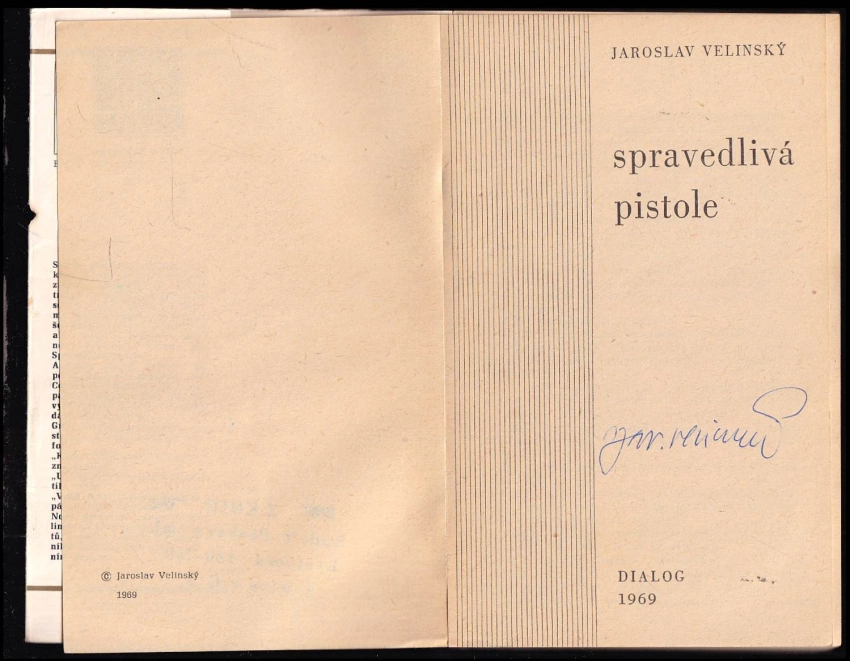 © Jaroslav Velinský
1969
JAROSLAV VELINSKÝ
spravedlivá
pistole
Jar. Velinský
DIALOG
1969